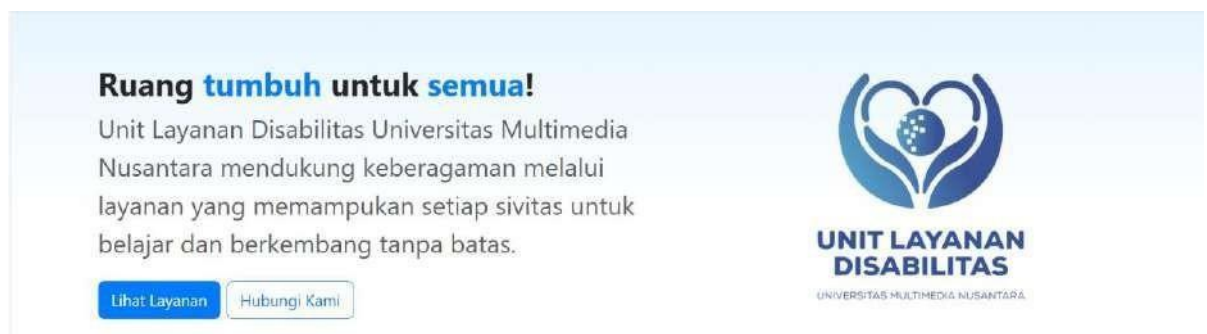 Ruang tumbuh untuk semua!
Unit Layanan Disabilitas Universitas Multimedia
Nusantara mendukung keberagaman melalui
layanan yang memampukan setiap sivitas untuk
belajar dan berkembang tanpa batas.
Lihat Layanan
Hubungi Kami
UNIT LAYANAN
DISABILITAS
UNIVERSITAS MULTIMEDIA NUSANTARA